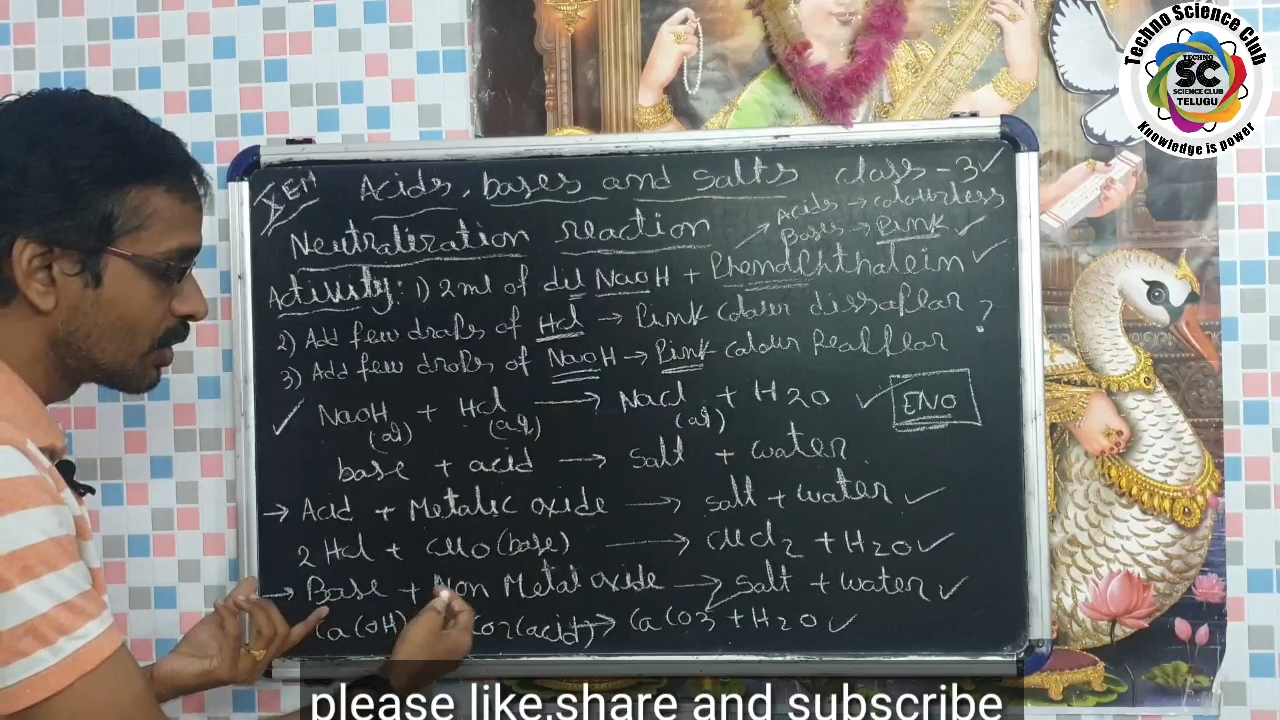 Techno Science Club
TECHNO
SC
SCIENCE CLUB
TELUGU
Knowledge is power
Acids, bases and salts class-3 ✓
Neutralization reaction
Acids → colourless
Bases → Pink ✓
Activity: 1) 2ml of dil NaOH + Phenolphthalein ✓
2) Add few drops of Hcl → Pink colour dissaplar ?
3) Add few drops of NaOH → Pink colour Reapplar
✓ NaOH + Hcl → Nacl + H2O ✓
(aq) (aq) (aq)
ENO
base + acid → salt + water
→ Acid + Metalic oxide → salt + water ✓
2 Hcl + CuO (base) → cucl2 + H2O ✓
→ Base + Non Metal oxide → salt + water ✓
Ca(OH) Co2(acid) → CaCO3 + H2O ✓
please like,share and subscribe